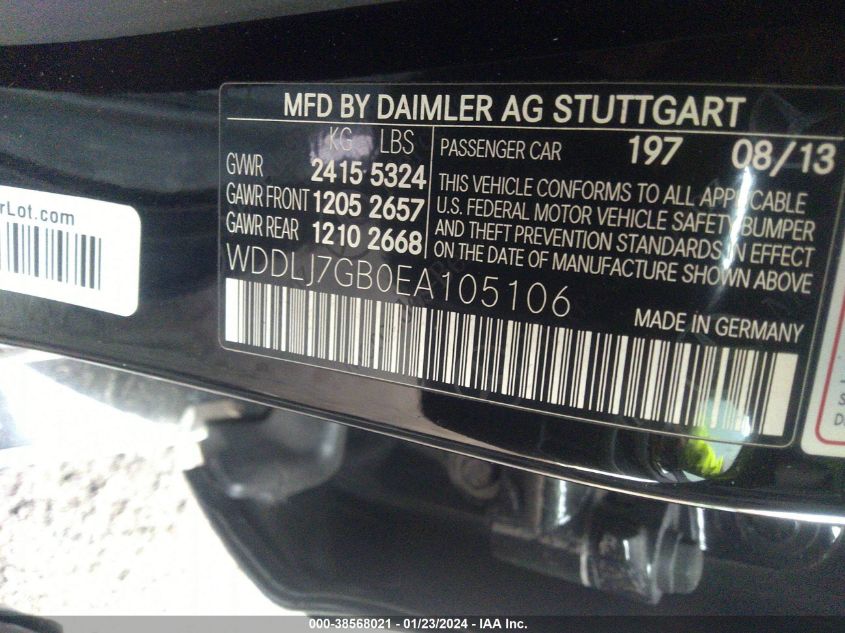 MFD BY DAIMLER AG STUTTGART
KG LBS
GVWR 2415 5324
GAWR FRONT 1205 2657
GAWR REAR 1210 2668
PASSENGER CAR 197 08/13
THIS VEHICLE CONFORMS TO ALL APPLICABLE
U.S. FEDERAL MOTOR VEHICLE SAFETY/BUMPER
AND THEFT PREVENTION STANDARDS IN EFFECT
ON THE DATE OF MANUFACTURE SHOWN ABOVE
WDDLJ7GB0EA105106
MADE IN GERMANY
rLot.com
000-38568021 - 01/23/2024 - IAA Inc.